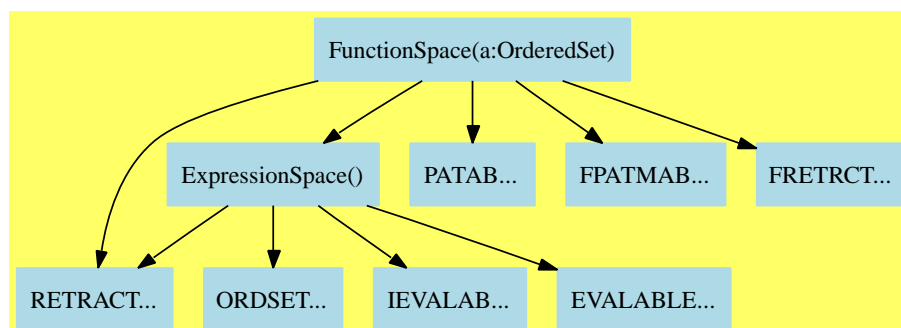 FunctionSpace(a:OrderedSet)
ExpressionSpace()
PATAB...
FPATMAB...
FRETRCT...
RETRACT...
ORDSET...
IEVALAB...
EVALABLE...